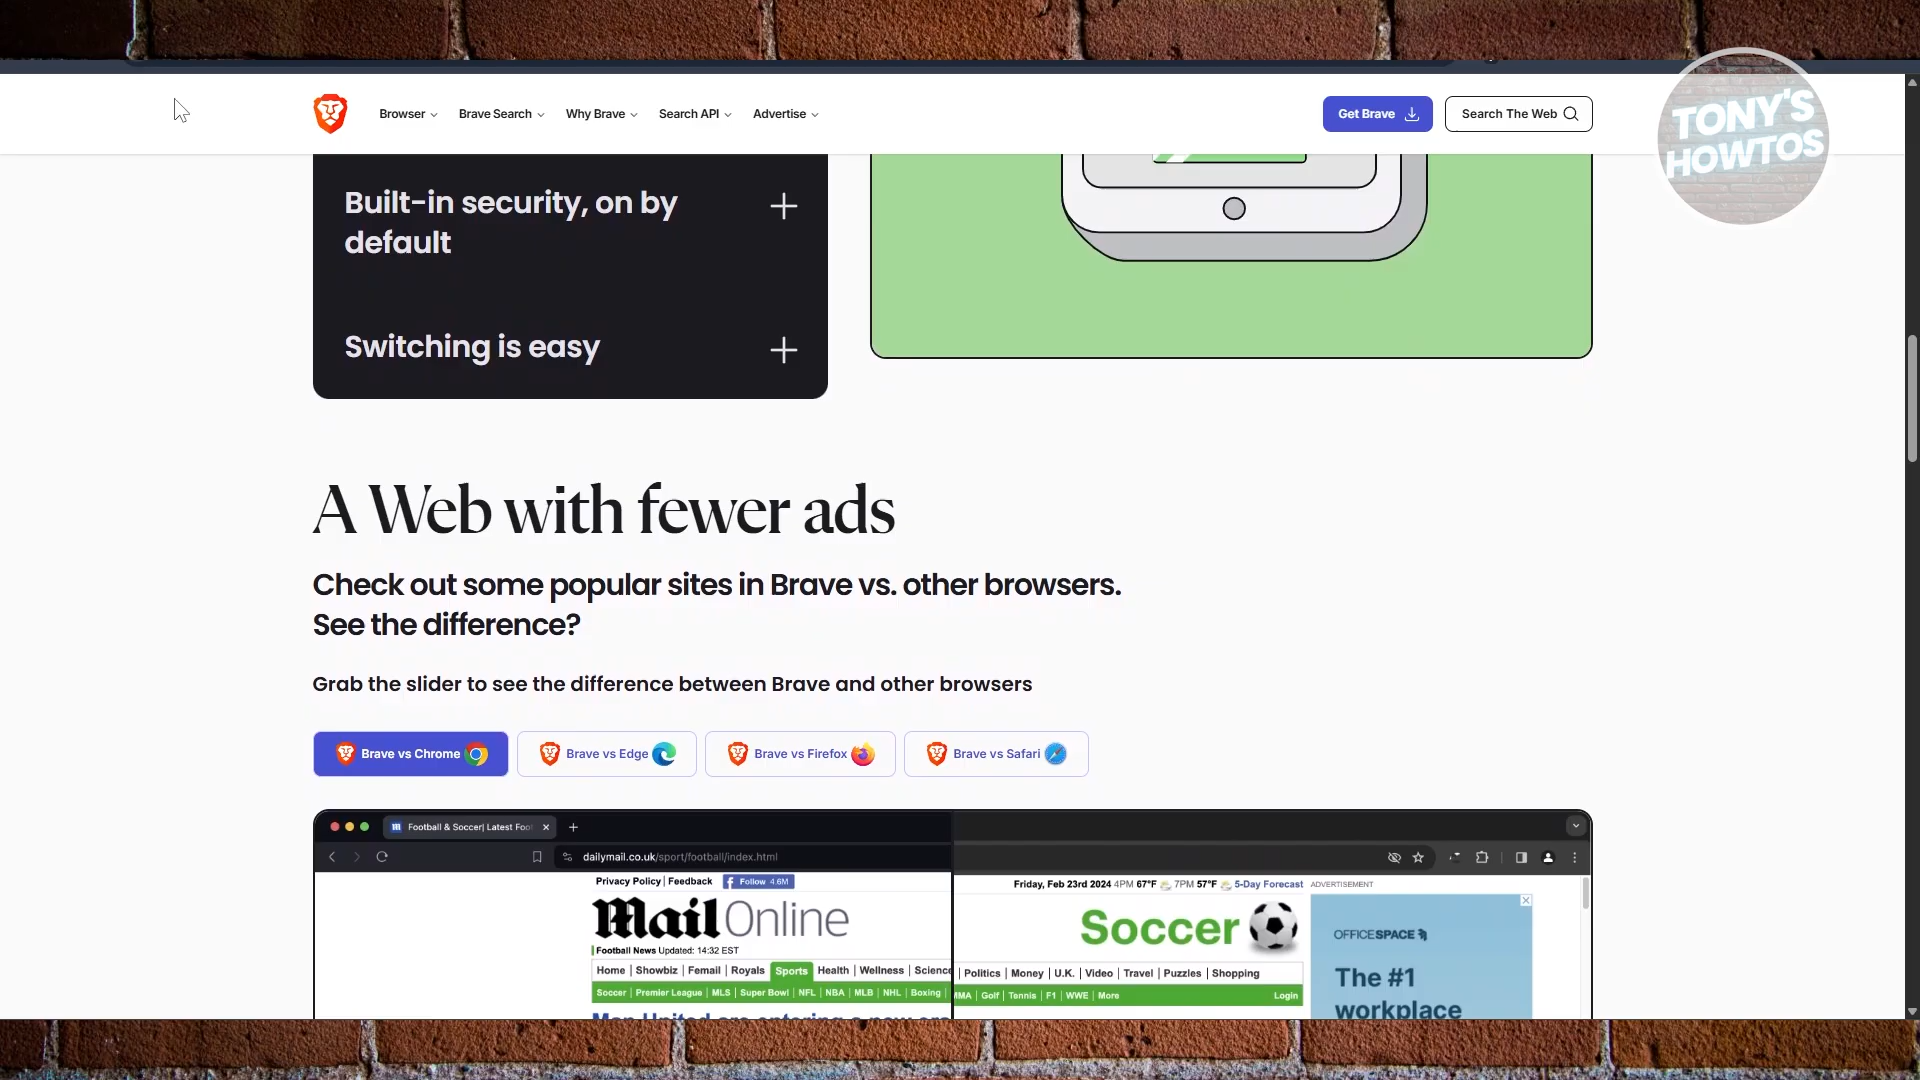 Browser
Brave Search
Why Brave
Search API
Advertise
Get Brave
Search The Web
TONY'S
HOWTOS
Built-in security, on by
default
Switching is easy
A Web with fewer ads
Check out some popular sites in Brave vs. other browsers.
See the difference?
Grab the slider to see the difference between Brave and other browsers
Brave vs Chrome
Brave vs Edge
Brave vs Firefox
Brave vs Safari
Football & Soccer| Latest Foo
dailymail.co.uk/sport/football/index.html
Privacy Policy | Feedback
Follow 4.6M
Friday, Feb 23rd 2024 4PM 67°F 7PM 57°F 5-Day Forecast
ADVERTISEMENT
Mail Online
Soccer
OFFICESPACE
Football News Updated: 14:32 EST
Home | Showbiz | Femail | Royals | Sports | Health | Wellness | Science
| Politics | Money | U.K. | Video | Travel | Puzzles | Shopping
The #1
Soccer | Premier League | MLS | Super Bowl | NFL | NBA | MLB | NHL | Boxing |
MMA | Golf | Tennis | F1 | WWE | More
Login
workplace
Man United are entering a new era